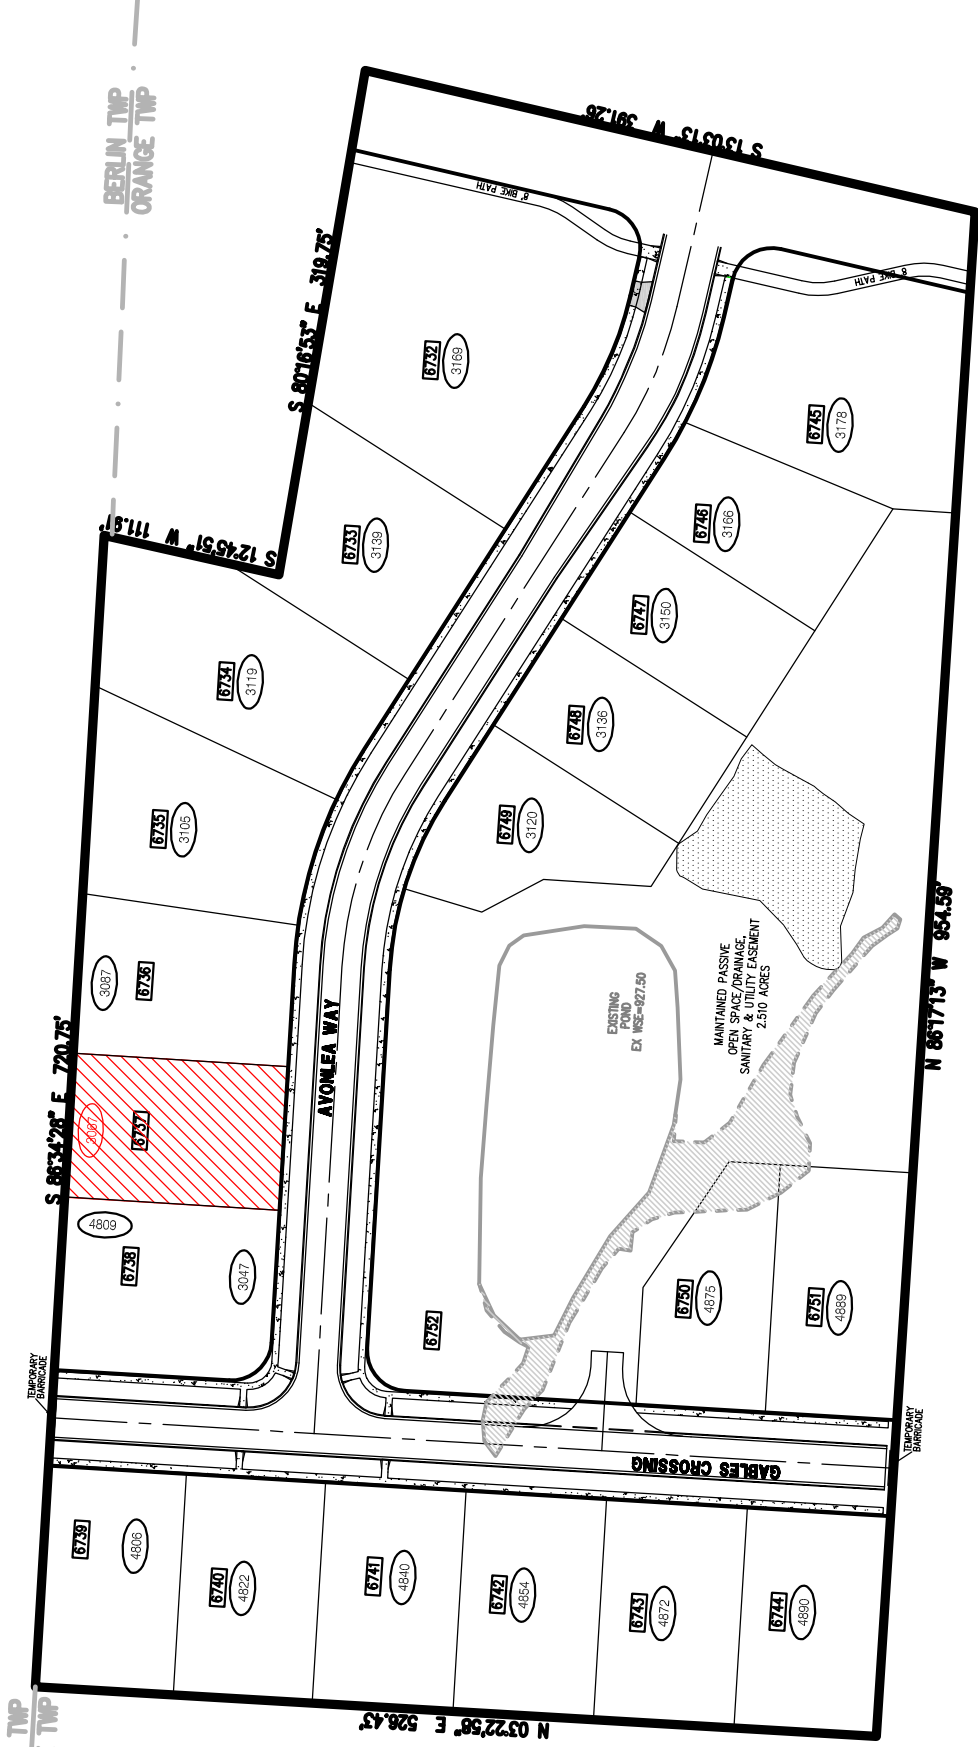 BERLIN TWP
ORANGE TWP
S 13°03'13" W 391.26'
8' BIKE PATH
8' BIKE PATH
S 80°16'53" E 319.75'
6732
3169
6745
3178
S 12°45'51" W 111.91'
6733
3139
6746
3166
6747
3150
6734
3119
6748
3136
6735
3105
6749
3120
3087
6736
EXISTING
POND
EX WSE=927.50
MAINTAINED PASSIVE
OPEN SPACE/DRAINAGE,
SANITARY & UTILITY EASEMENT
2.510 ACRES
N 86°17'13" W 954.59'
AVONLEA WAY
S 86°34'28" E 720.75'
3067
6737
4809
6738
3047
6752
6750
4875
6751
4889
TEMPORARY
BARRICADE
TEMPORARY
BARRICADE
GABLES CROSSING
6739
4806
6740
4822
6741
4840
6742
4854
6743
4872
6744
4890
TWP
TWP
N 03°22'58" E 526.43'